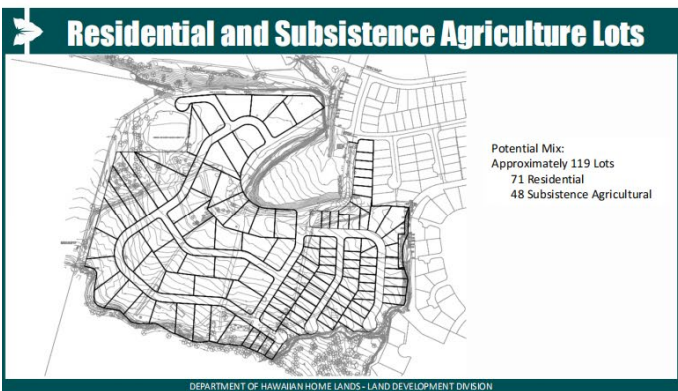 Residential and Subsistence Agriculture Lots
Potential Mix:
Approximately 119 Lots
71 Residential
48 Subsistence Agricultural
DEPARTMENT OF HAWAIIAN HOME LANDS - LAND DEVELOPMENT DIVISION